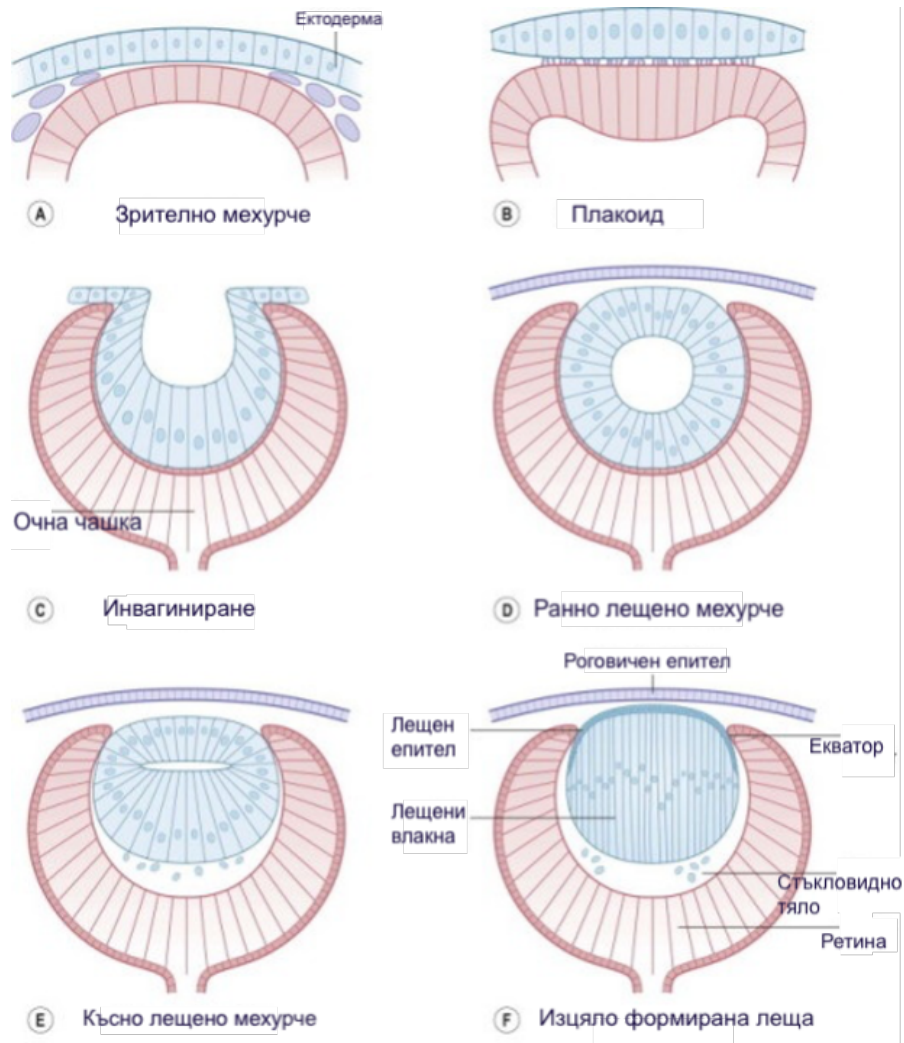 Ектодерма
A
Зрително мехурче
B
Плакоид
Очна чашка
C
Инвагиниране
D
Ранно лещено мехурче
Роговичен епител
Лещен
епител
Екватор
Лещени
влакна
Стъкловидно
тяло
Ретина
E
Късно лещено мехурче
F
Изцяло формирана леща